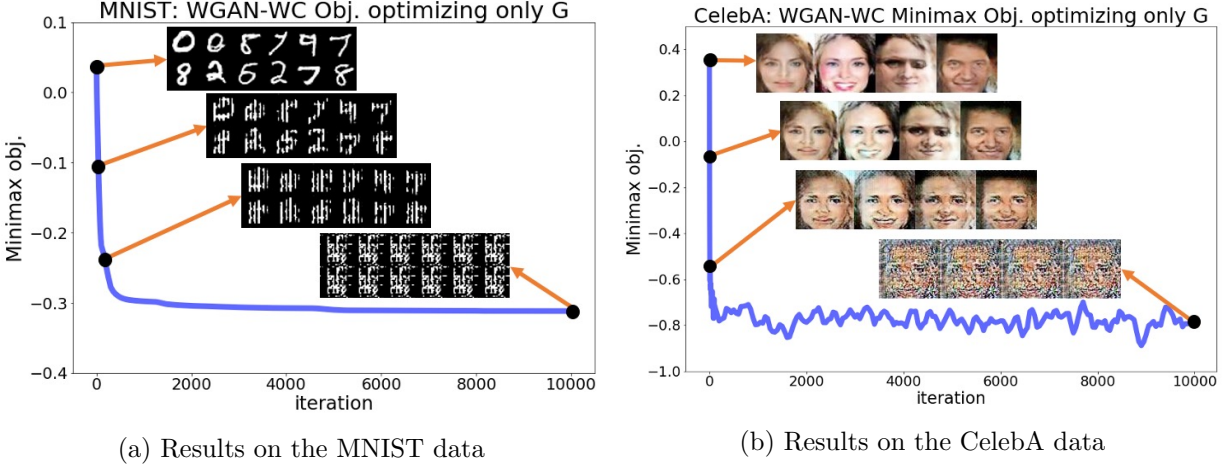 MNIST: WGAN-WC Obj. optimizing only G
0.1
0.0
−0.1
−0.2
−0.3
−0.4
Minimax obj.
0 2000 4000 6000 8000 10000
iteration
(a) Results on the MNIST data
CelebA: WGAN-WC Minimax Obj. optimizing only G
0.4
0.2
0.0
−0.2
−0.4
−0.6
−0.8
−1.0
Minimax obj.
0 2000 4000 6000 8000 10000
iteration
(b) Results on the CelebA data